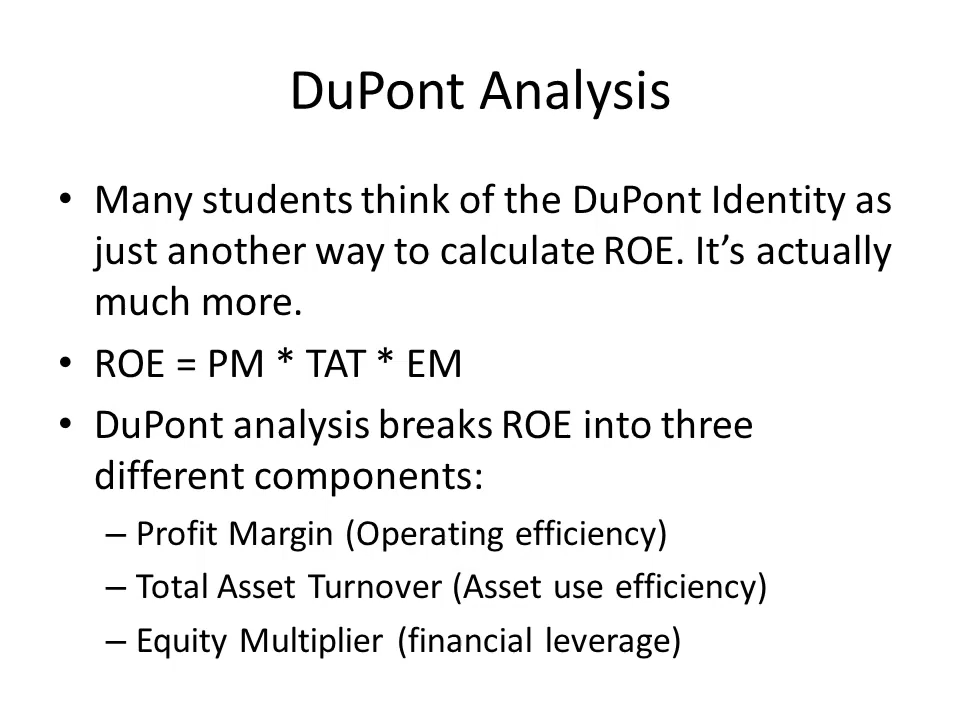 DuPont Analysis
• Many students think of the DuPont Identity as
just another way to calculate ROE. It’s actually
much more.
• ROE = PM * TAT * EM
• DuPont analysis breaks ROE into three
different components:
– Profit Margin (Operating efficiency)
– Total Asset Turnover (Asset use efficiency)
– Equity Multiplier (financial leverage)